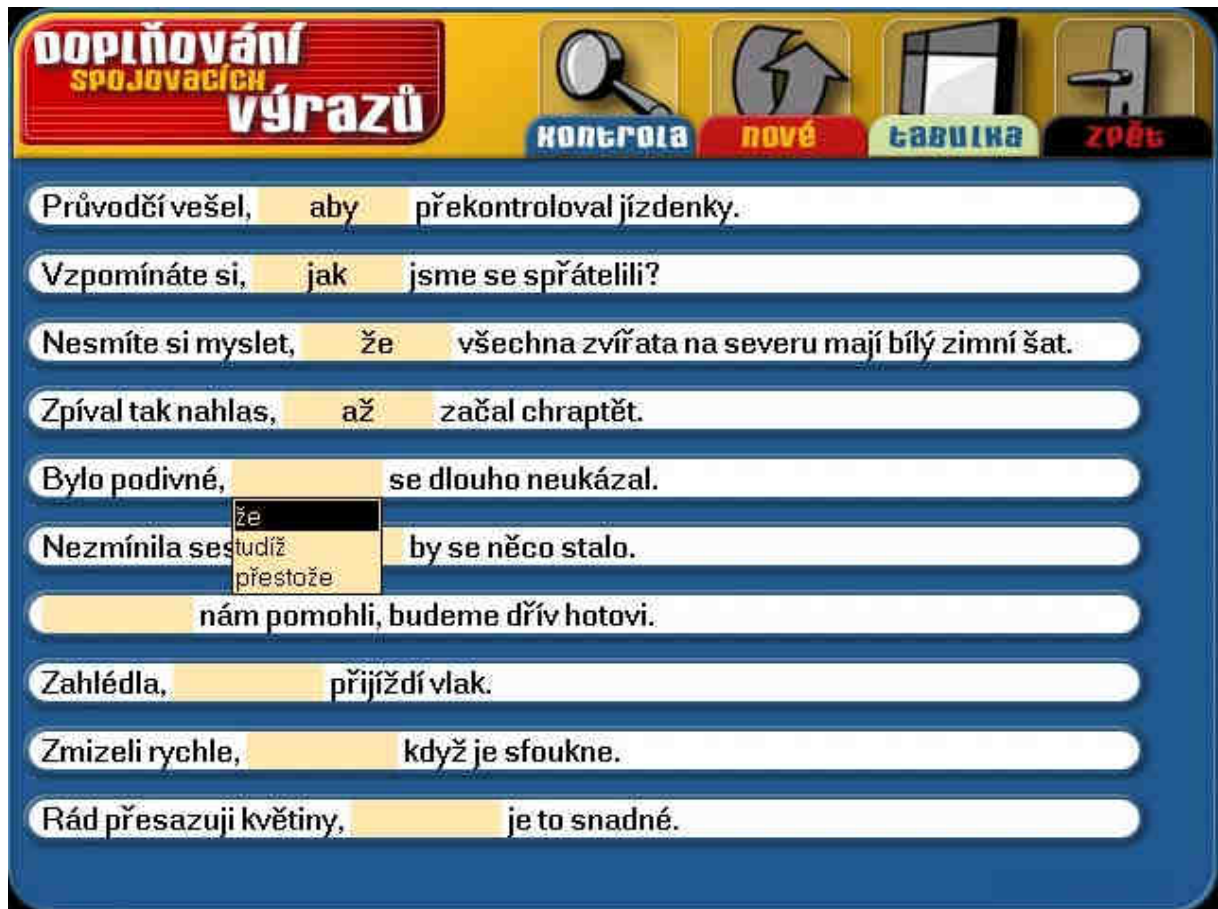 DOPLŇOVÁNÍ
SPOJOVACÍCH
VÝRAZŮ
KONTROLA NOVÉ TABULKA ZPĚT
Průvodčí vešel, aby překontroloval jízdenky.
Vzpomínáte si, jak jsme se spřátelili?
Nesmíte si myslet, že všechna zvířata na severu mají bílý zimní šat.
Zpíval tak nahlas, až začal chraptět.
Bylo podivné, se dlouho neukázal.
že
Nezmínila by se něco stalo.
tudíž
přestože
nám pomohli, budeme dřív hotovi.
Zahlédla, přijíždí vlak.
Zmizeli rychle, když je sfoukne.
Rád přesazuji květiny, je to snadné.